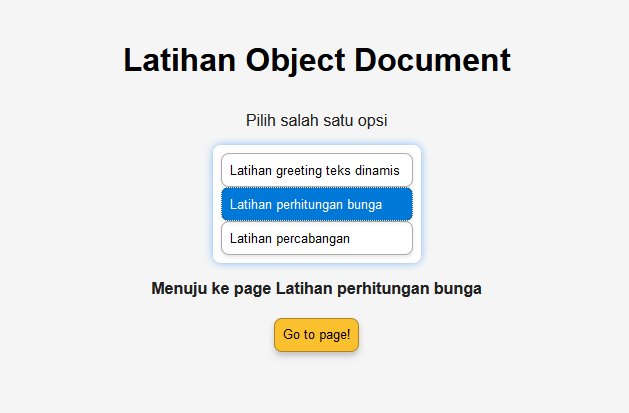 Latihan Object Document
Pilih salah satu opsi
Latihan greeting teks dinamis
Latihan perhitungan bunga
Latihan percabangan
Menuju ke page Latihan perhitungan bunga
Go to page!